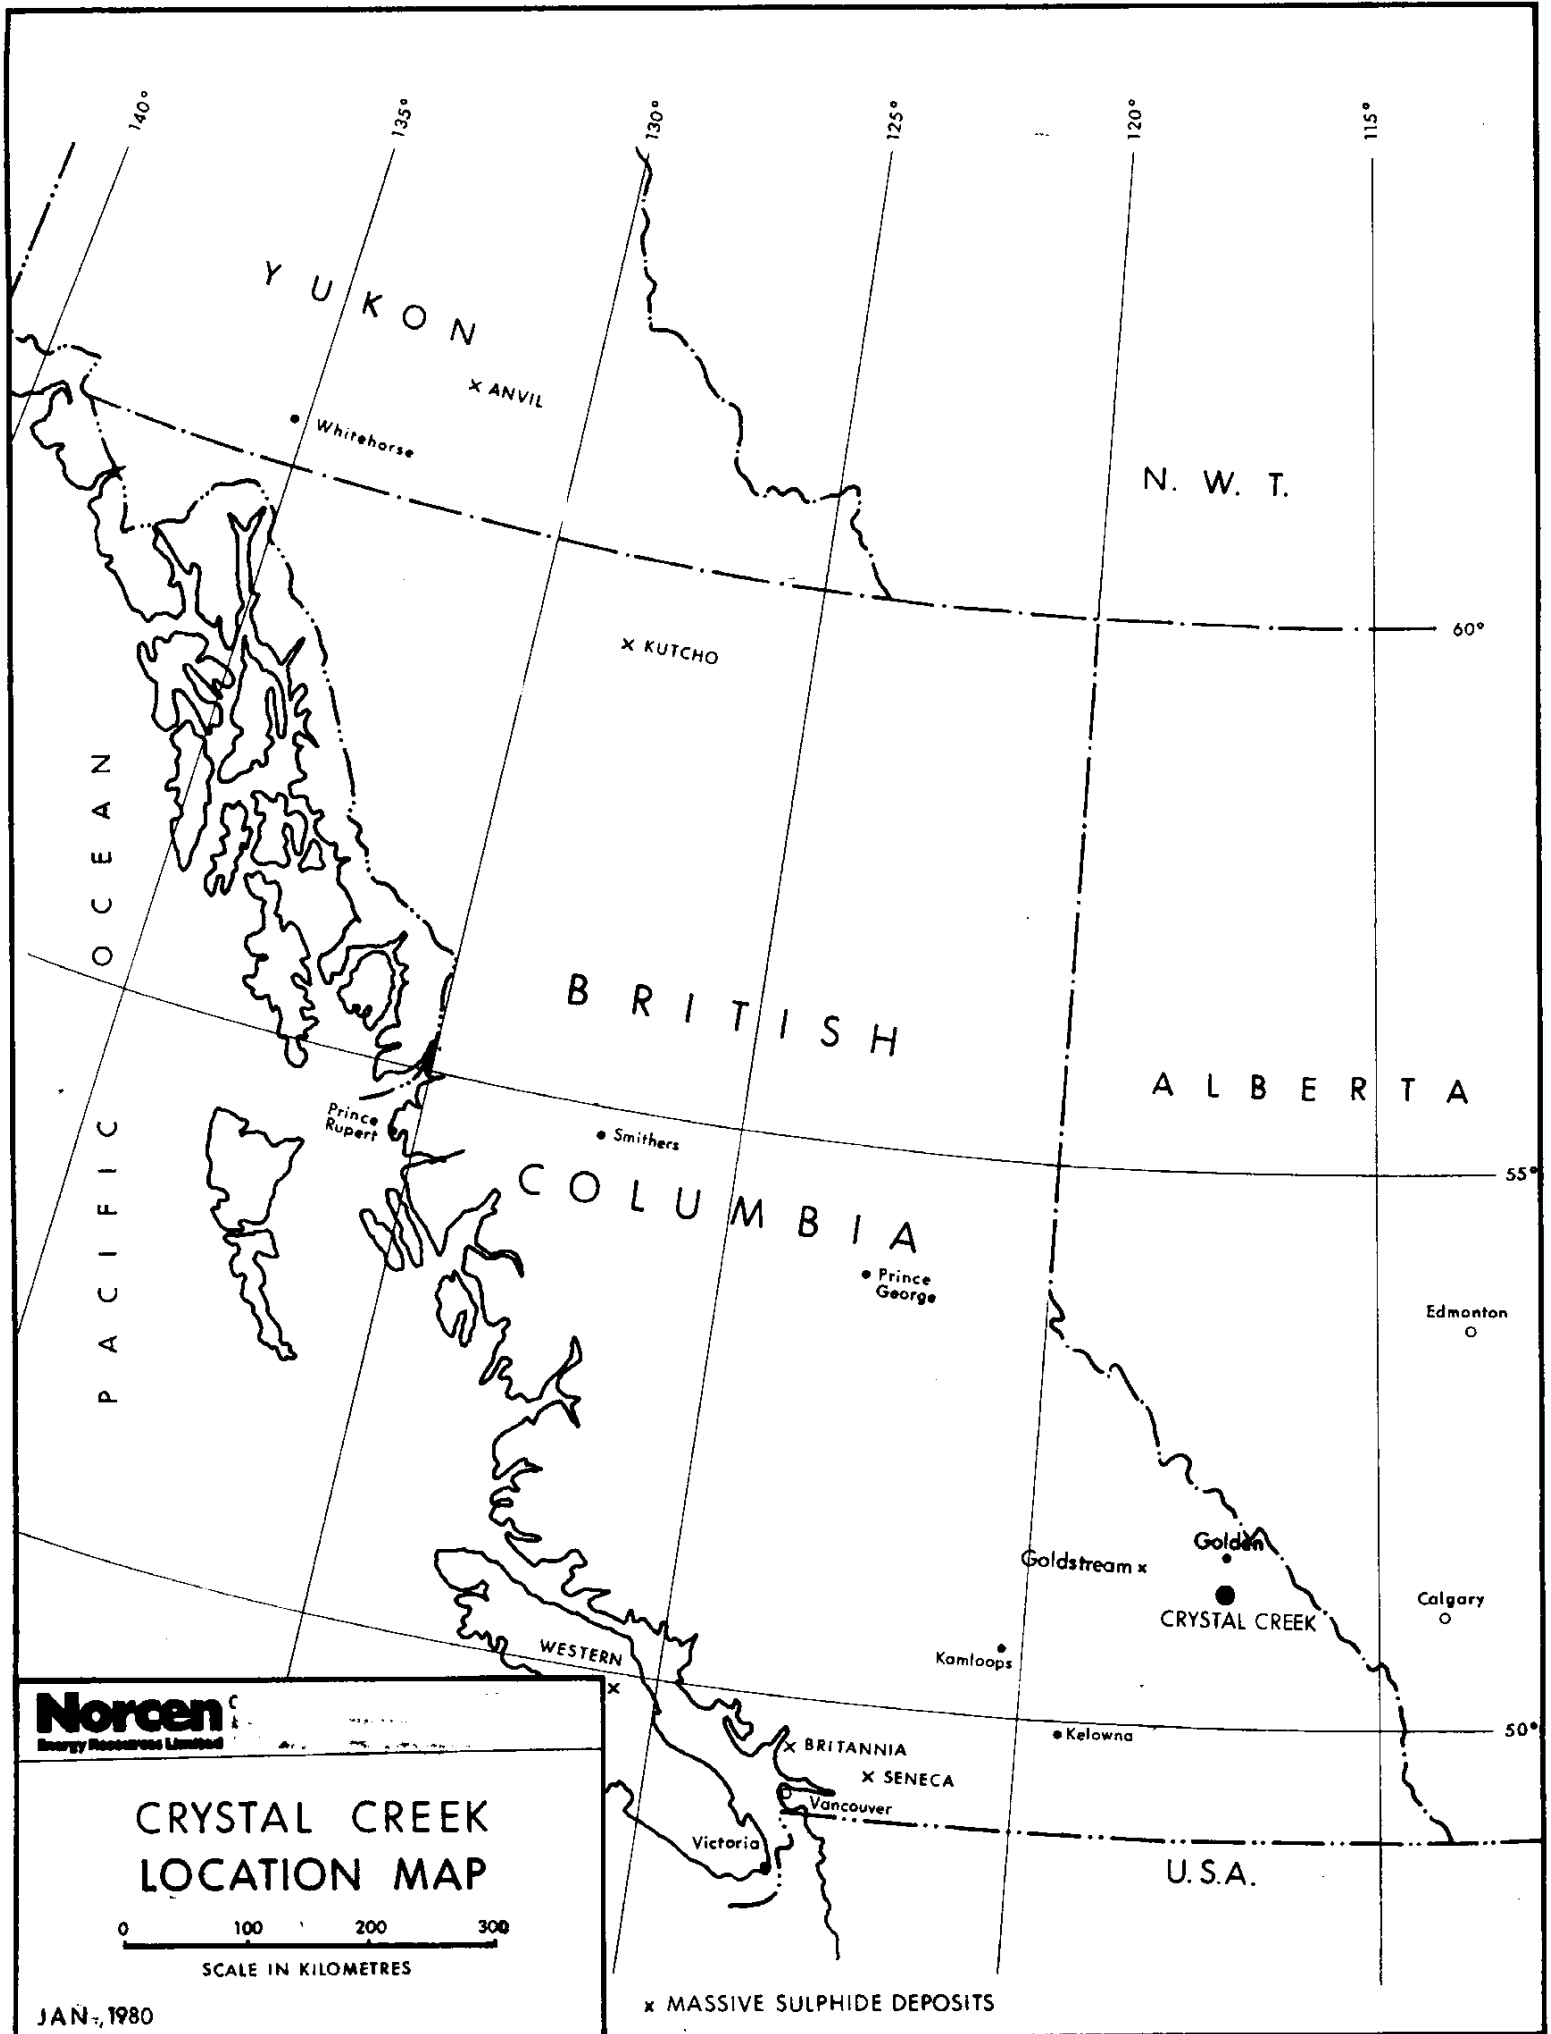 140°
135°
130°
125°
120°
115°
YUKON
x ANVIL
Whitehorse
N. W. T.
60°
x KUTCHO
PACIFIC OCEAN
BRITISH
COLUMBIA
ALBERTA
Prince
Rupert
Smithers
55°
Prince
George
Edmonton
Golden
Goldstream x
CRYSTAL CREEK
Calgary
Kamloops
WESTERN
x
50°
Kelowna
x BRITANNIA
x SENECA
Vancouver
Victoria
U.S.A.
Norcen
Energy Resources Limited
CRYSTAL CREEK
LOCATION MAP
0 100 200 300
SCALE IN KILOMETRES
JAN-, 1980
x MASSIVE SULPHIDE DEPOSITS